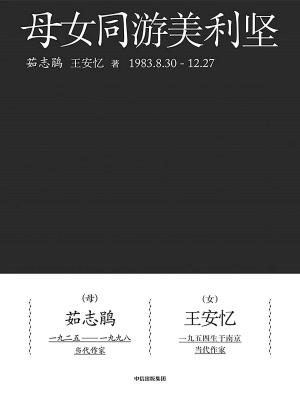 母女同游美利坚
茹志鹃 王安忆 著 1983.8.30 - 12.27
（母）
茹志鹃
一九二五——一九九八
当代作家
（女）
王安忆
一九五四生于南京
当代作家
中信出版集团